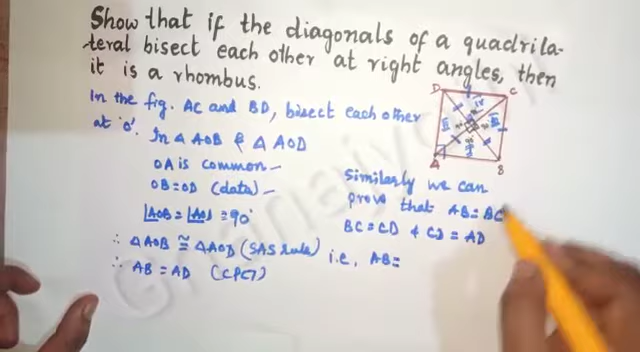 Show that if the diagonals of a quadrila-
teral bisect each other at right angles, then
it is a rhombus.
In the fig. AC and BD, bisect each other
at 'O'.
In △ AOB & △ AOD
OA is common
OB = OD (data)
∠AOB = ∠AOD = 90°
∴ △AOB ≅ △AOD (SAS rule)
∴ AB = AD (CPCT)
Similarly we can
prove that AB = BC
BC = CD & CD = AD
i.e, AB =
D
C
A
B